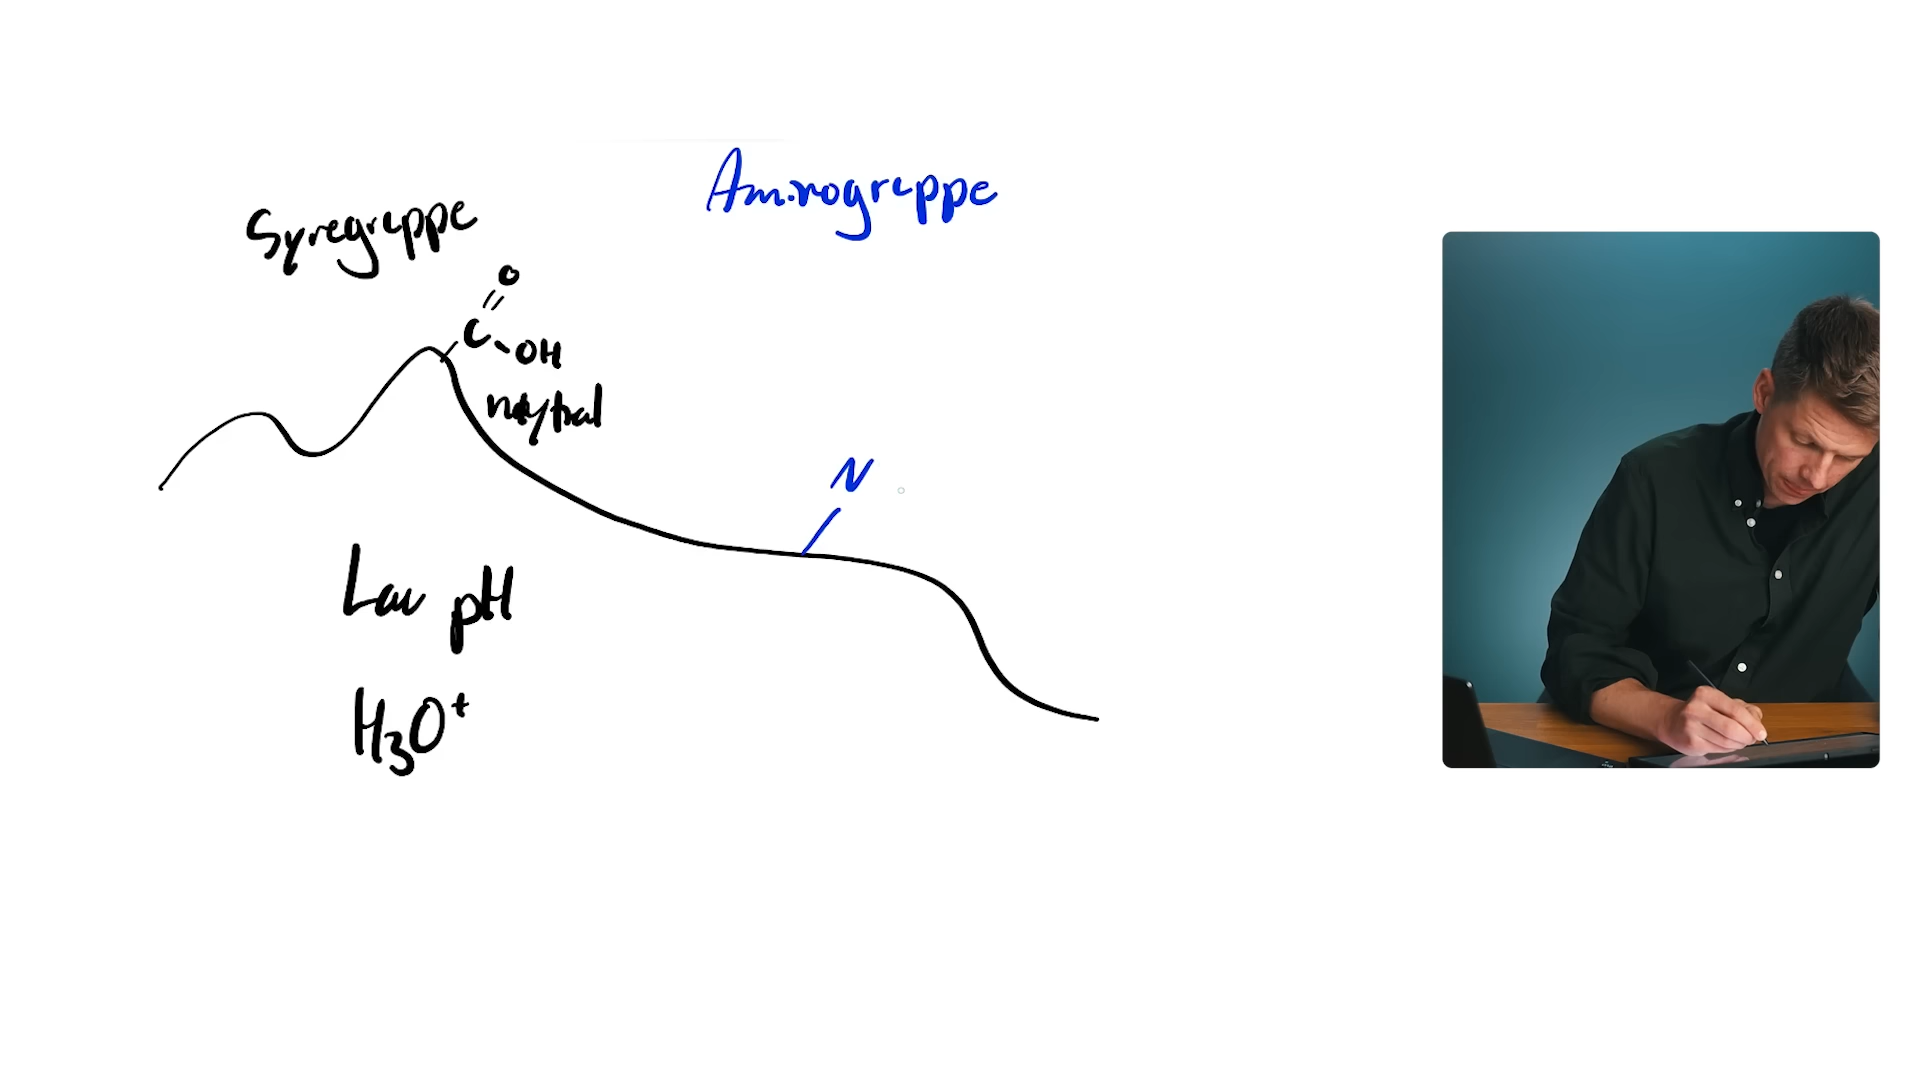 Aminogruppe
Syregruppe
O
C
OH
nøytral
N
Lav pH
H₃O⁺